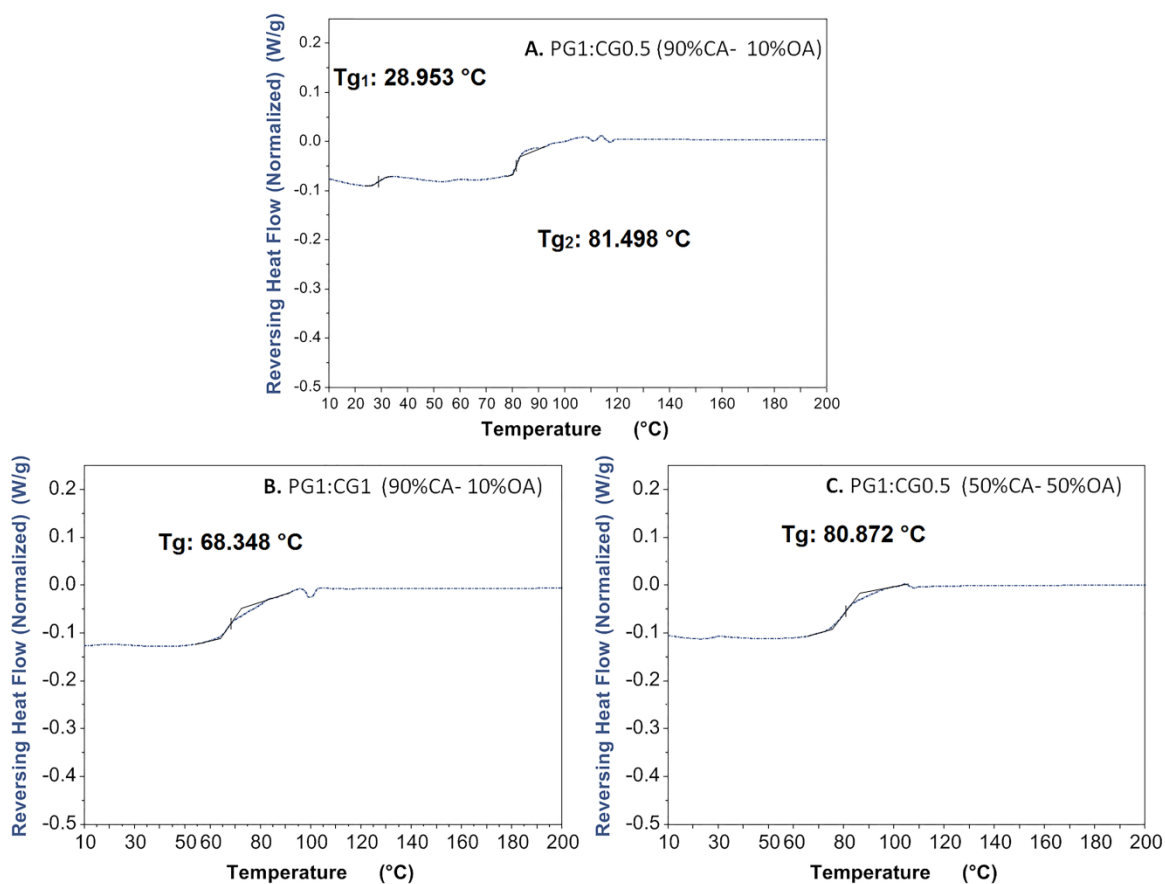 A. PG1:CG0.5 (90%CA- 10%OA)
Tg1: 28.953 °C
Tg2: 81.498 °C
Reversing Heat Flow (Normalized) (W/g)
0.2
0.1
0.0
-0.1
-0.2
-0.3
-0.4
-0.5
10 20 30 40 50 60 70 80 90 100 120 140 160 180 200
Temperature (°C)
B. PG1:CG1 (90%CA- 10%OA)
Tg: 68.348 °C
Reversing Heat Flow (Normalized) (W/g)
0.2
0.1
0.0
-0.1
-0.2
-0.3
-0.4
-0.5
10 30 50 60 80 100 120 140 160 180 200
Temperature (°C)
C. PG1:CG0.5 (50%CA- 50%OA)
Tg: 80.872 °C
Reversing Heat Flow (Normalized) (W/g)
0.2
0.1
0.0
-0.1
-0.2
-0.3
-0.4
-0.5
10 30 50 60 80 100 120 140 160 180 200
Temperature (°C)